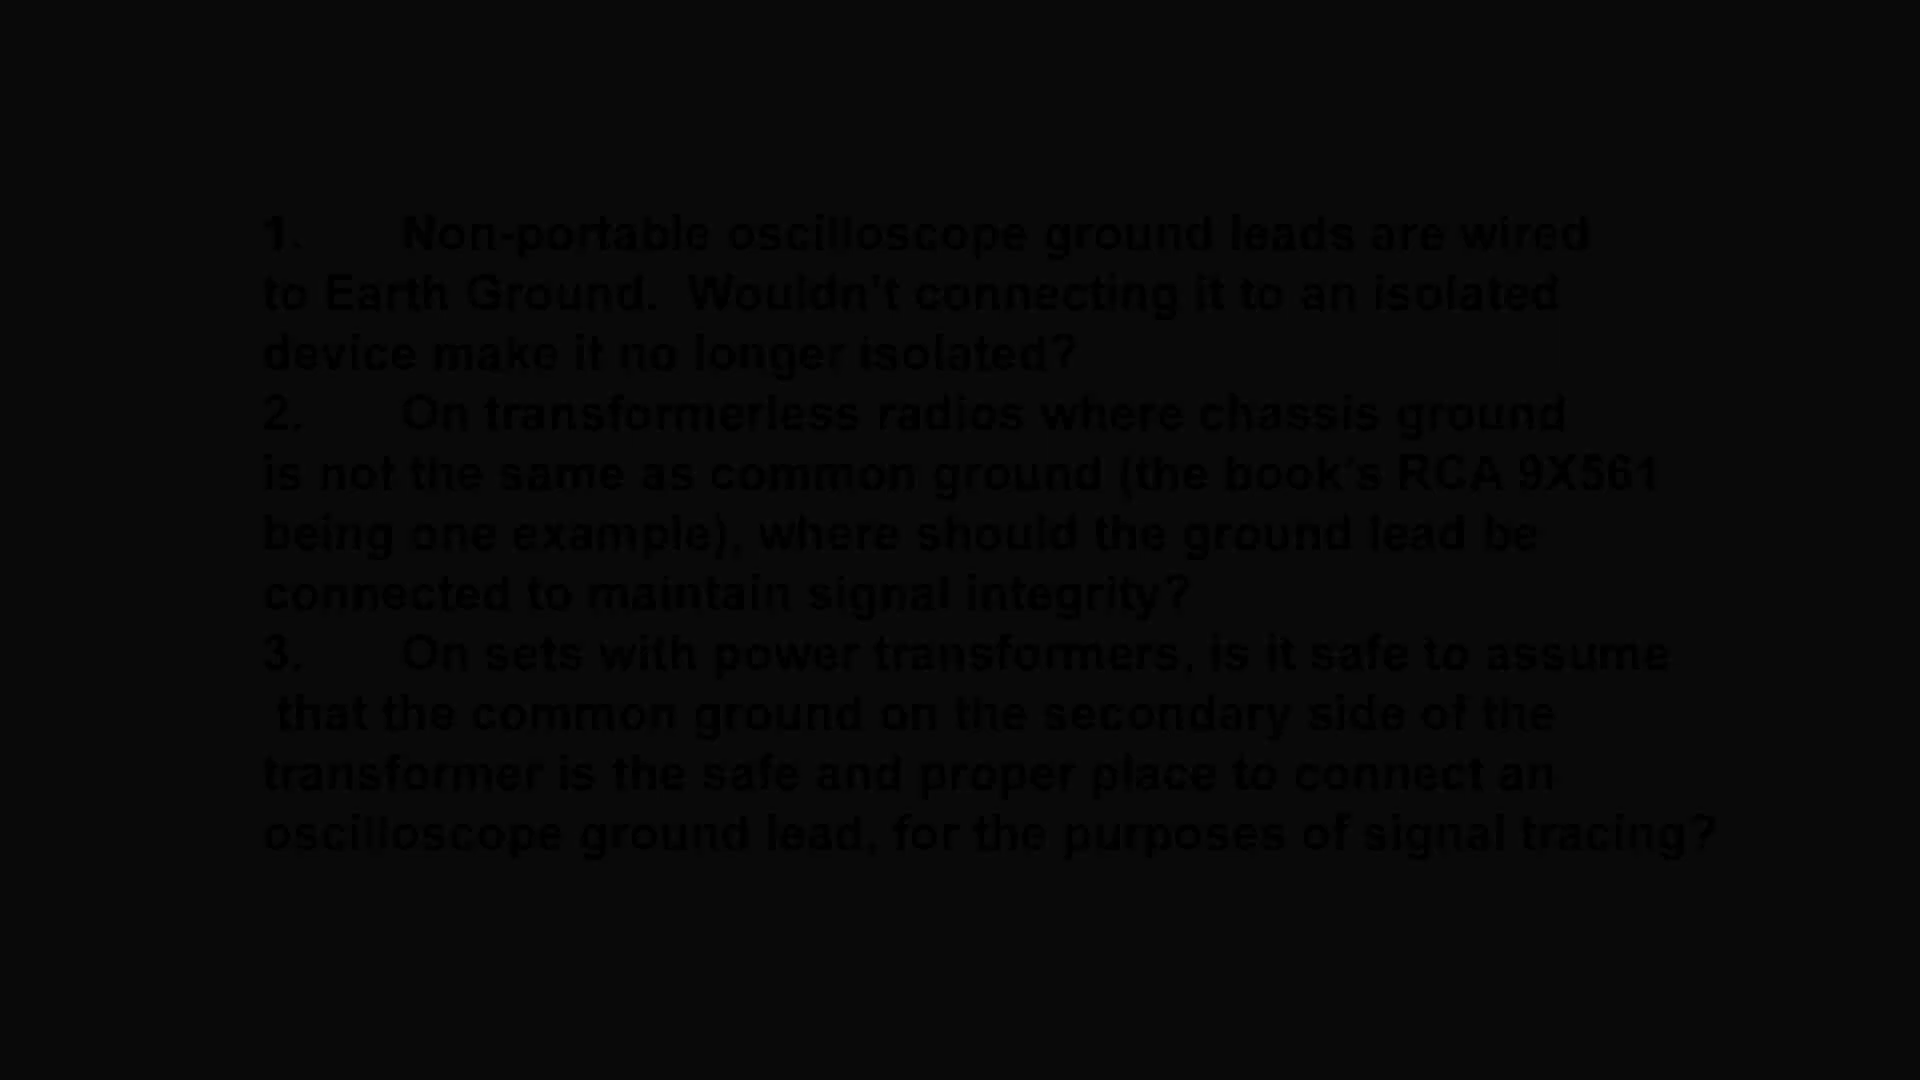 1. Non-portable oscilloscope ground leads are wired
to Earth Ground. Wouldn't connecting it to an isolated
device make it no longer isolated?
2. On transformerless radios where chassis ground
is not the same as common ground (the book's RCA 9X561
being one example), where should the ground lead be
connected to maintain signal integrity?
3. On sets with power transformers, is it safe to assume
that the common ground on the secondary side of the
transformer is the safe and proper place to connect an
oscilloscope ground lead, for the purposes of signal tracing?